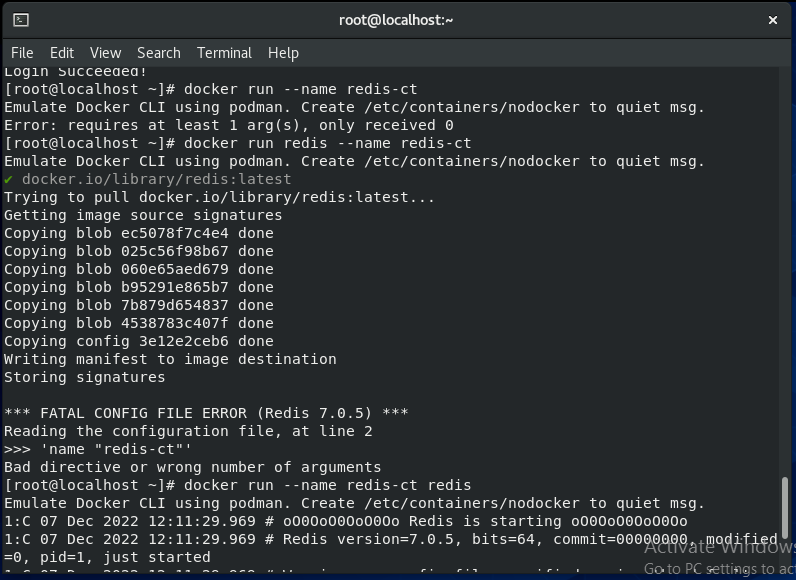 root@localhost:~
File Edit View Search Terminal Help
Login Succeeded!
[root@localhost ~]# docker run --name redis-ct
Emulate Docker CLI using podman. Create /etc/containers/nodocker to quiet msg.
Error: requires at least 1 arg(s), only received 0
[root@localhost ~]# docker run redis --name redis-ct
Emulate Docker CLI using podman. Create /etc/containers/nodocker to quiet msg.
✔ docker.io/library/redis:latest
Trying to pull docker.io/library/redis:latest...
Getting image source signatures
Copying blob ec5078f7c4e4 done
Copying blob 025c56f98b67 done
Copying blob 060e65aed679 done
Copying blob b95291e865b7 done
Copying blob 7b879d654837 done
Copying blob 4538783c407f done
Copying config 3e12e2ceb6 done
Writing manifest to image destination
Storing signatures
*** FATAL CONFIG FILE ERROR (Redis 7.0.5) ***
Reading the configuration file, at line 2
>>> 'name "redis-ct"'
Bad directive or wrong number of arguments
[root@localhost ~]# docker run --name redis-ct redis
Emulate Docker CLI using podman. Create /etc/containers/nodocker to quiet msg.
1:C 07 Dec 2022 12:11:29.969 # oO0OoO0OoO0Oo Redis is starting oO0OoO0OoO0Oo
1:C 07 Dec 2022 12:11:29.969 # Redis version=7.0.5, bits=64, commit=00000000, modified
=0, pid=1, just started
Activate Windows
Go to PC settings to